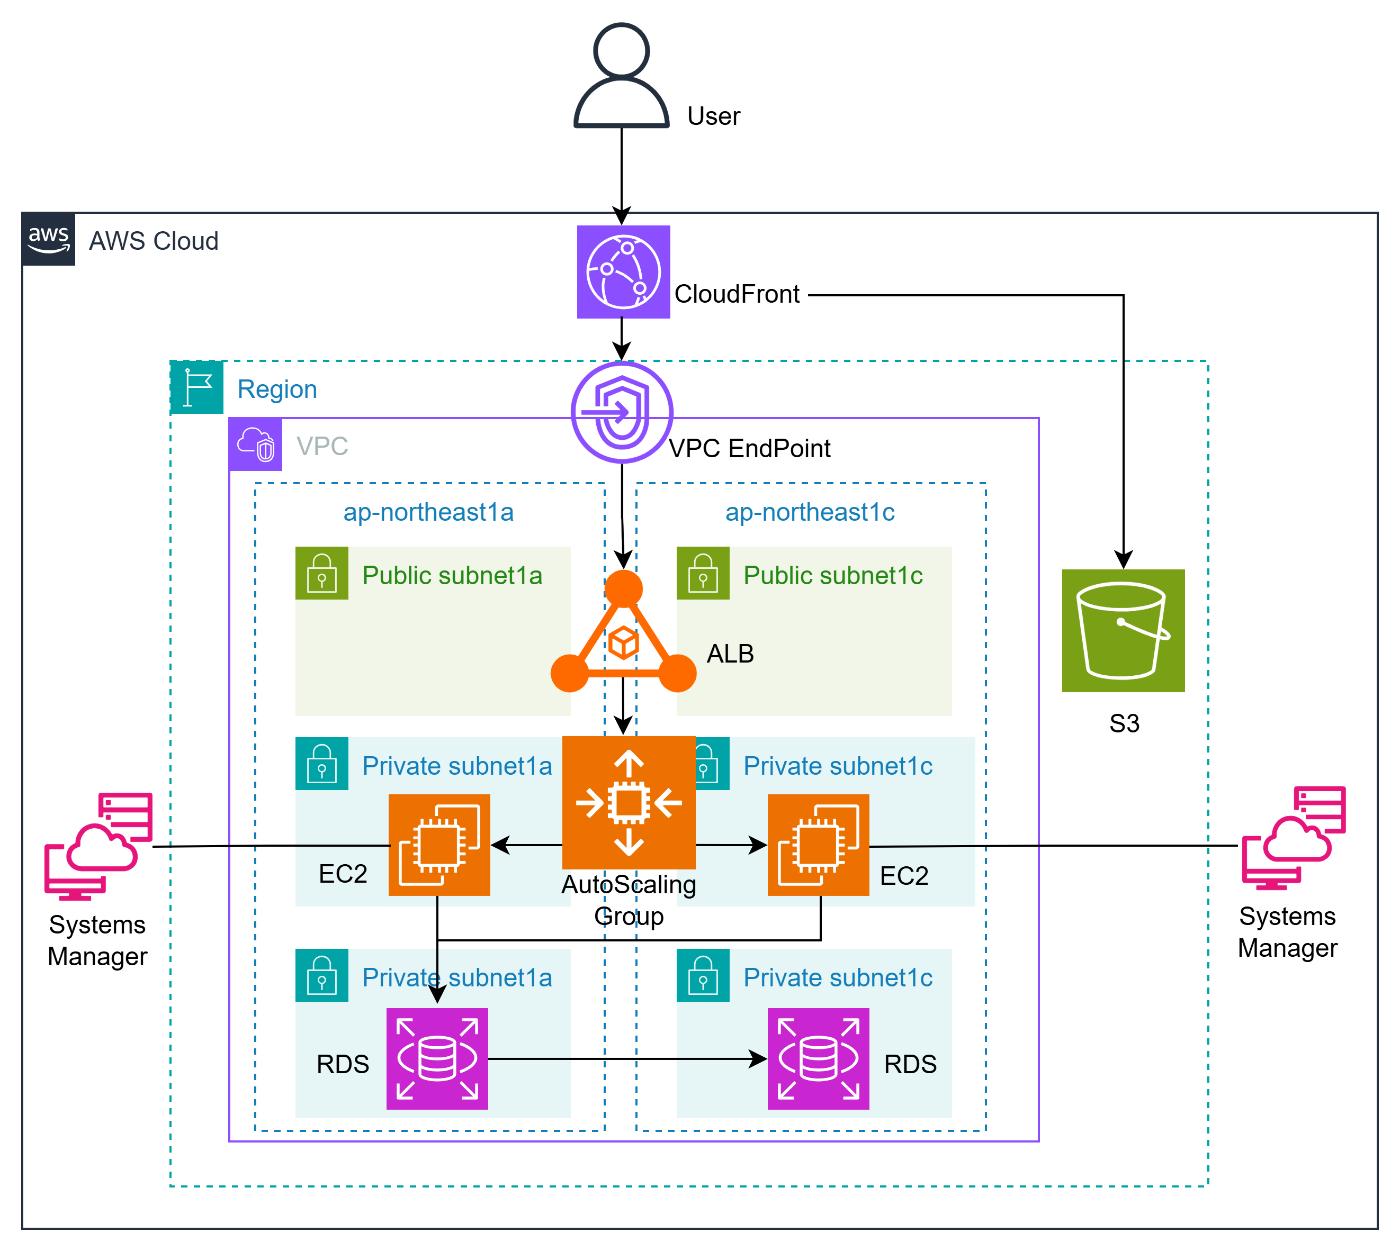 User
aws
AWS Cloud
CloudFront
Region
VPC
VPC EndPoint
ap-northeast1a
ap-northeast1c
Public subnet1a
Public subnet1c
ALB
S3
Private subnet1a
Private subnet1c
EC2
EC2
AutoScaling
Group
Systems
Manager
Systems
Manager
Private subnet1a
Private subnet1c
RDS
RDS